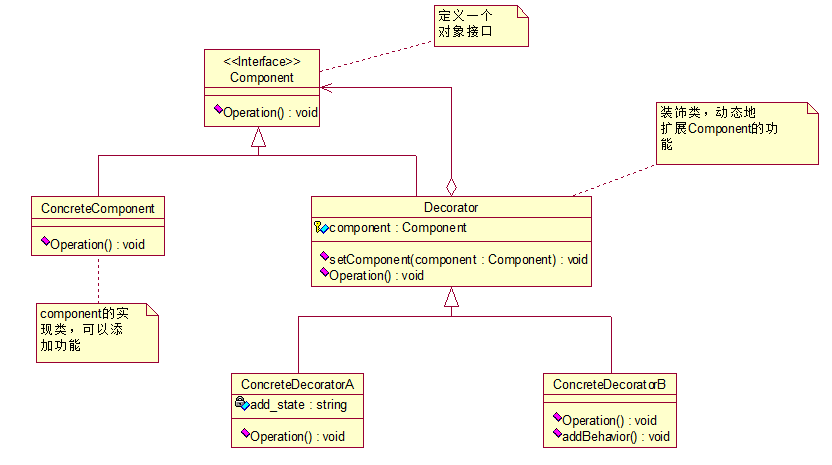 定义一个
对象接口
<<Interface>>
Component
Operation() : void
装饰类，动态地
扩展Component的功
能
ConcreteComponent
Operation() : void
Decorator
component : Component
setComponent(component : Component) : void
Operation() : void
component的实
现类，可以添
加功能
ConcreteDecoratorA
add_state : string
Operation() : void
ConcreteDecoratorB
Operation() : void
addBehavior() : void